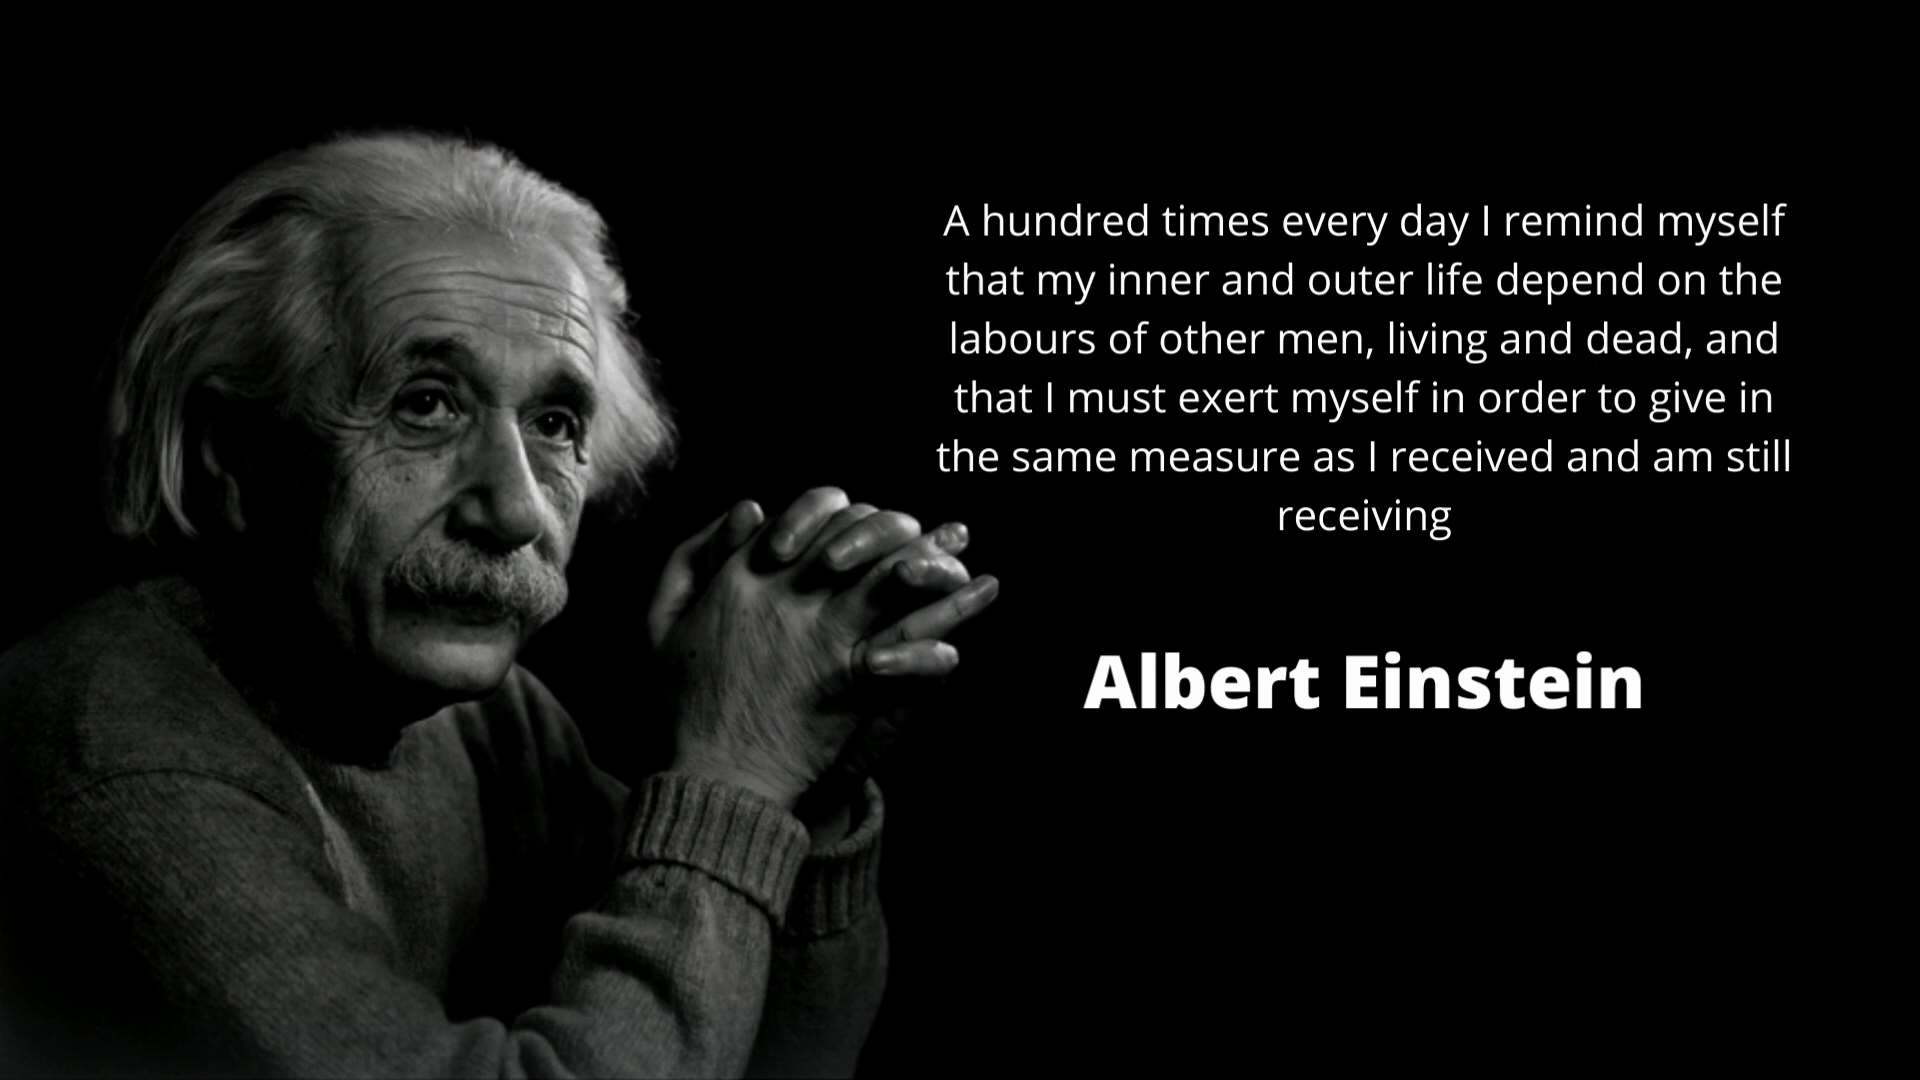 A hundred times every day I remind myself
that my inner and outer life depend on the
labours of other men, living and dead, and
that I must exert myself in order to give in
the same measure as I received and am still
receiving
Albert Einstein